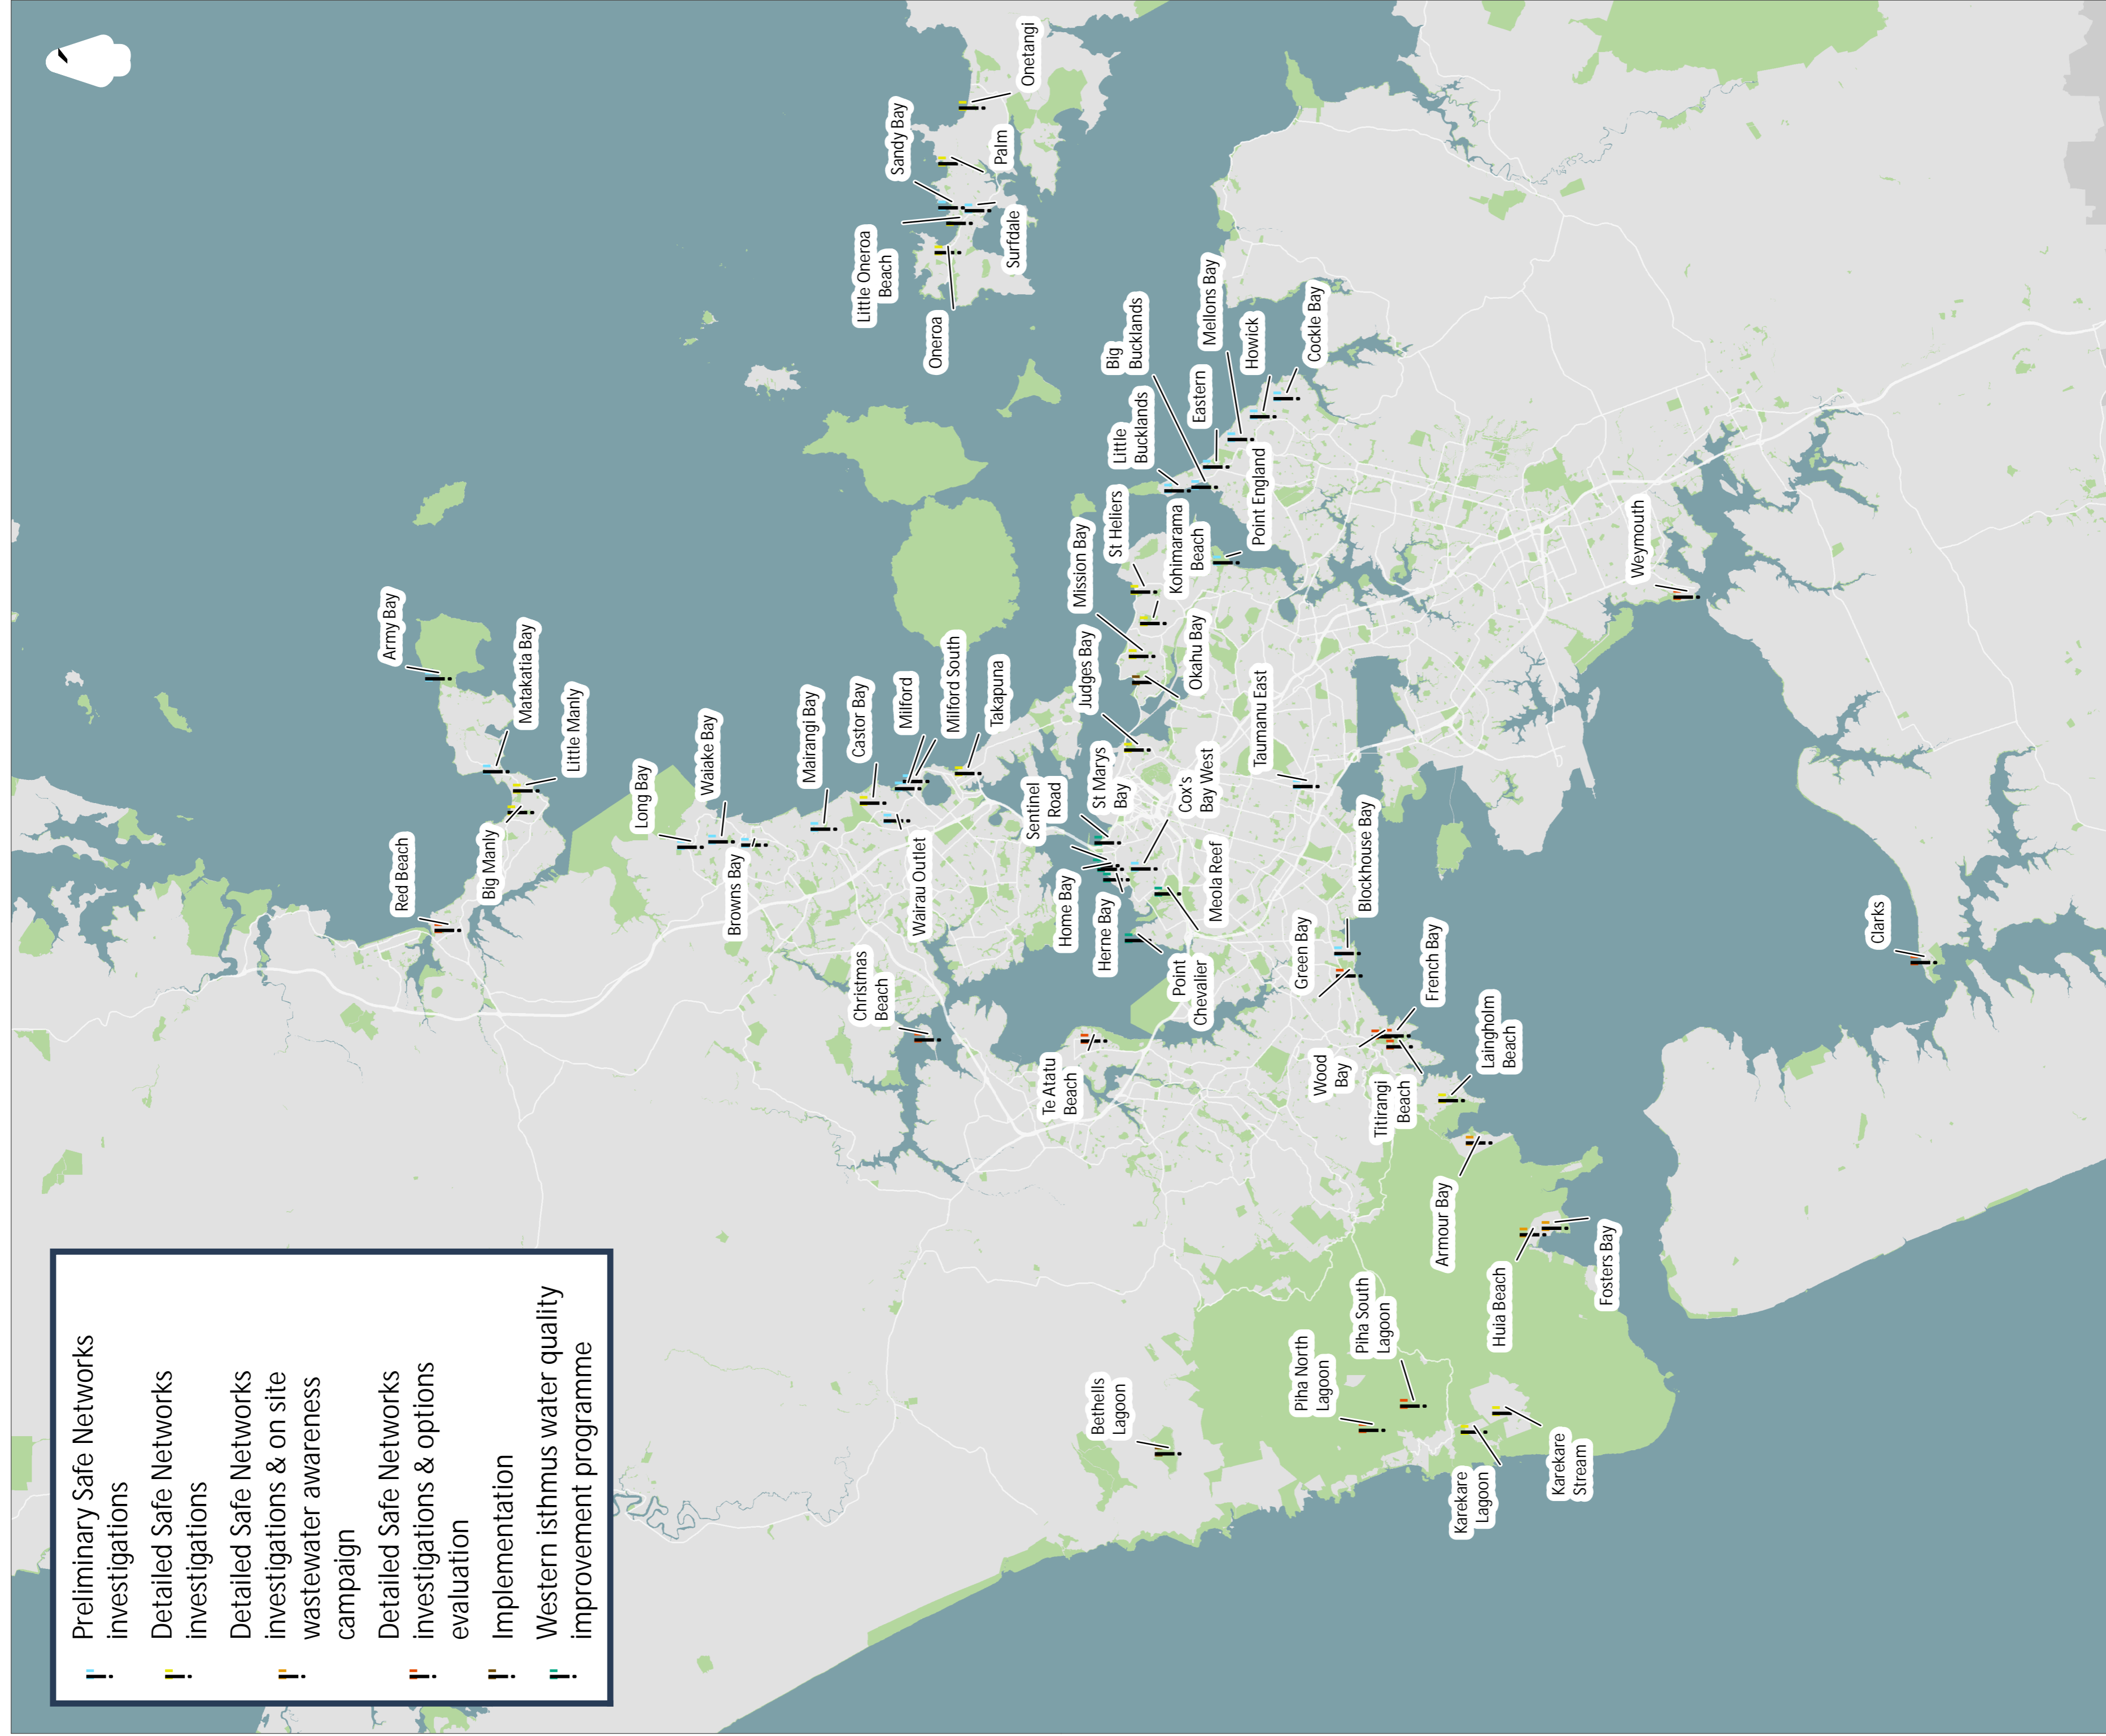 Preliminary Safe Networks
investigations
Detailed Safe Networks
investigations
Detailed Safe Networks
investigations & on site
wastewater awareness
campaign
Detailed Safe Networks
investigations & options
evaluation
Implementation
Western isthmus water quality
improvement programme
Red Beach
Army Bay
Big Manly
Matakatia Bay
Little Manly
Long Bay
Waiake Bay
Browns Bay
Mairangi Bay
Castor Bay
Christmas
Beach
Wairau Outlet
Milford
Milford South
Takapuna
Little Oneroa
Beach
Sandy Bay
Oneroa
Palm
Surfdale
Onetangi
Sentinel
Road
Te Atatu
Beach
Home Bay
Herne Bay
St Marys
Bay
Judges Bay
Mission Bay
St Heliers
Little
Bucklands
Big
Bucklands
Bethells
Lagoon
Point
Chevalier
Meola Reef
Cox's
Bay West
Okahu Bay
Kohimarama
Beach
Eastern
Mellons Bay
Point England
Howick
Cockle Bay
Taumanu East
Green Bay
Blockhouse Bay
Piha North
Lagoon
Piha South
Lagoon
Wood
Bay
Titirangi
Beach
French Bay
Karekare
Lagoon
Armour Bay
Laingholm
Beach
Huia Beach
Karekare
Stream
Fosters Bay
Weymouth
Clarks